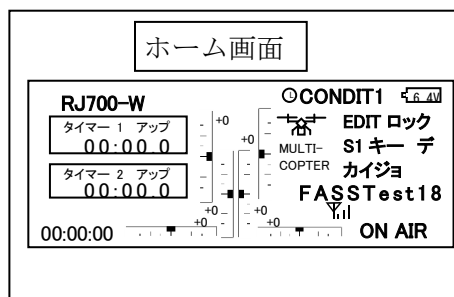 ホーム画面
RJ700-W
CONDIT1
6.4V
タイマー 1 アップ
00:00.0
EDIT ロック
MULTI-
COPTER
S1 キー デ
カイジョ
タイマー 2 アップ
00:00.0
FASSTest18
+0
+0
+0
+0
+0
+0
00:00:00
ON AIR